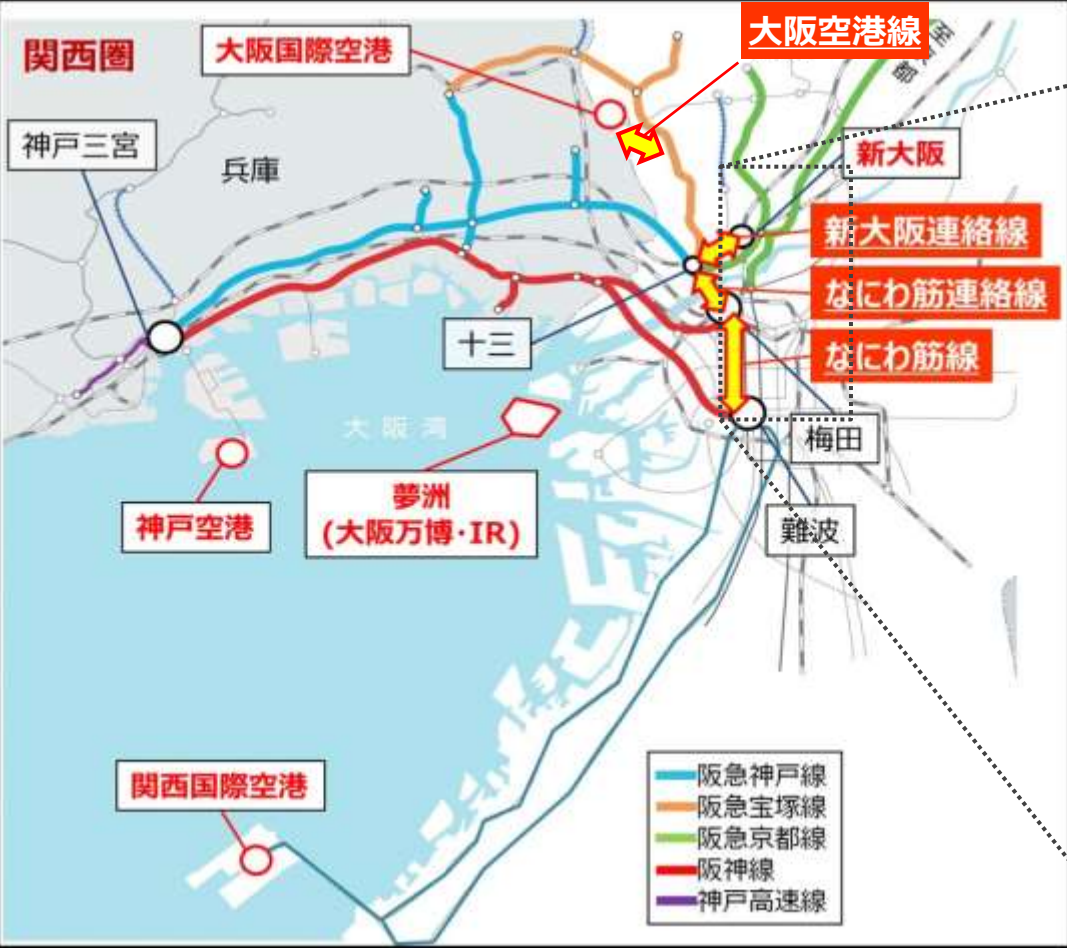 関西圏
大阪国際空港
大阪空港線
神戸三宮
兵庫
新大阪
新大阪連絡線
なにわ筋連絡線
なにわ筋線
十三
大阪湾
梅田
神戸空港
夢洲
(大阪万博・IR)
難波
関西国際空港
阪急神戸線
阪急宝塚線
阪急京都線
阪神線
神戸高速線